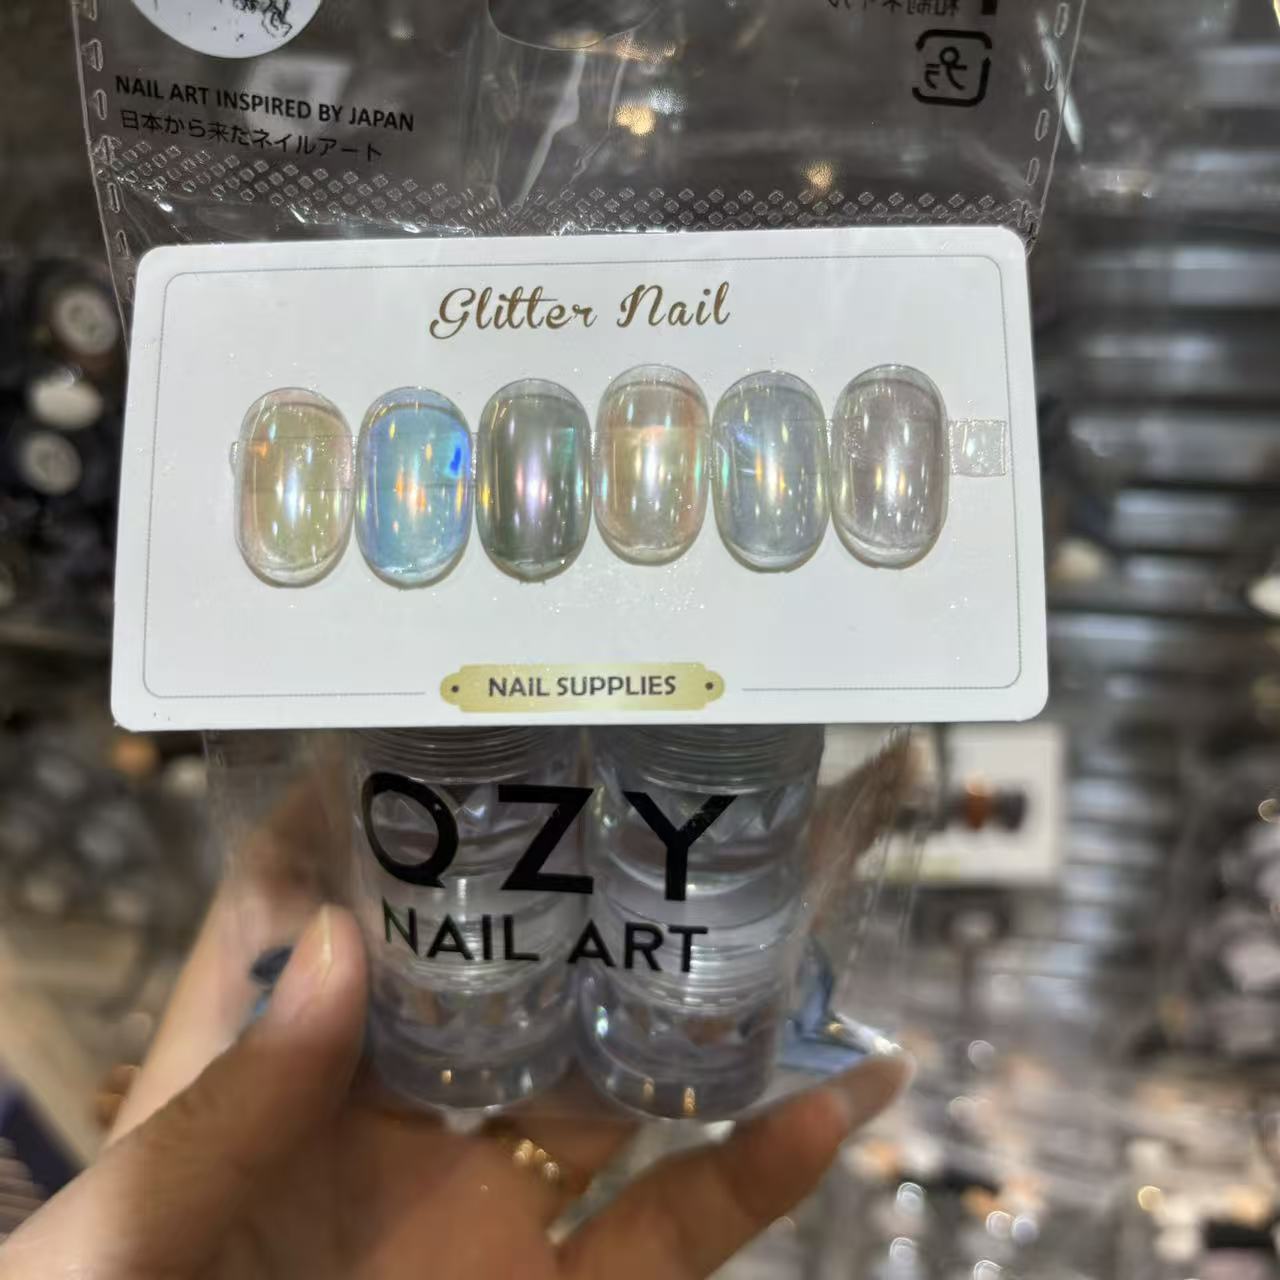 NAIL ART INSPIRED BY JAPAN
日本から来たネイルアート
Glitter Nail
NAIL SUPPLIES
QZY
NAIL ART